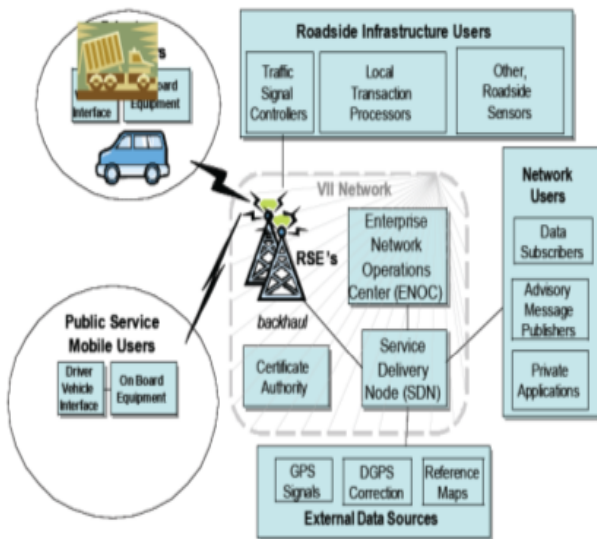 Roadside Infrastructure Users
Traffic
Signal
Controllers
Local
Transaction
Processors
Other,
Roadside
Sensors
Interface
Board
Equipment
VII Network
RSE's
backhaul
Enterprise
Network
Operations
Center (ENOC)
Certificate
Authority
Service
Delivery
Node (SDN)
Network
Users
Data
Subscribers
Advisory
Message
Publishers
Private
Applications
Public Service
Mobile Users
Driver
Vehicle
Interface
On Board
Equipment
GPS
Signals
DGPS
Correction
Reference
Maps
External Data Sources